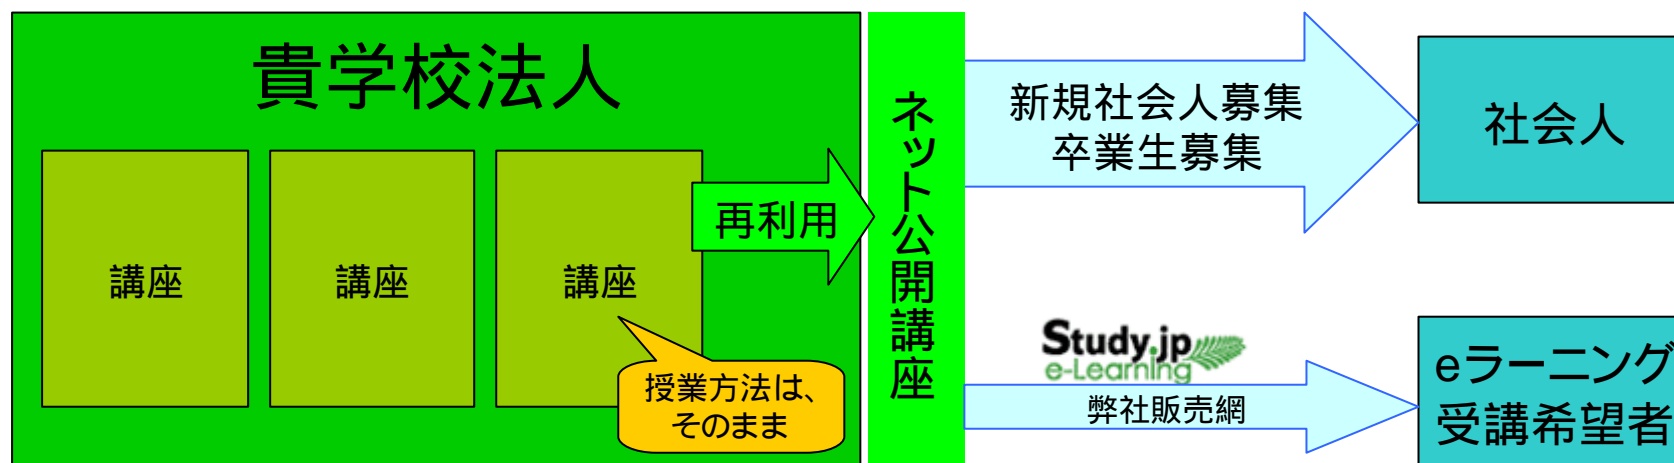 貴学校法人
講座
講座
講座
授業方法は、
そのまま
再利用
ネット公開講座
新規社会人募集
卒業生募集
社会人
Study.jp
e-Learning
弊社販売網
eラーニング
受講希望者